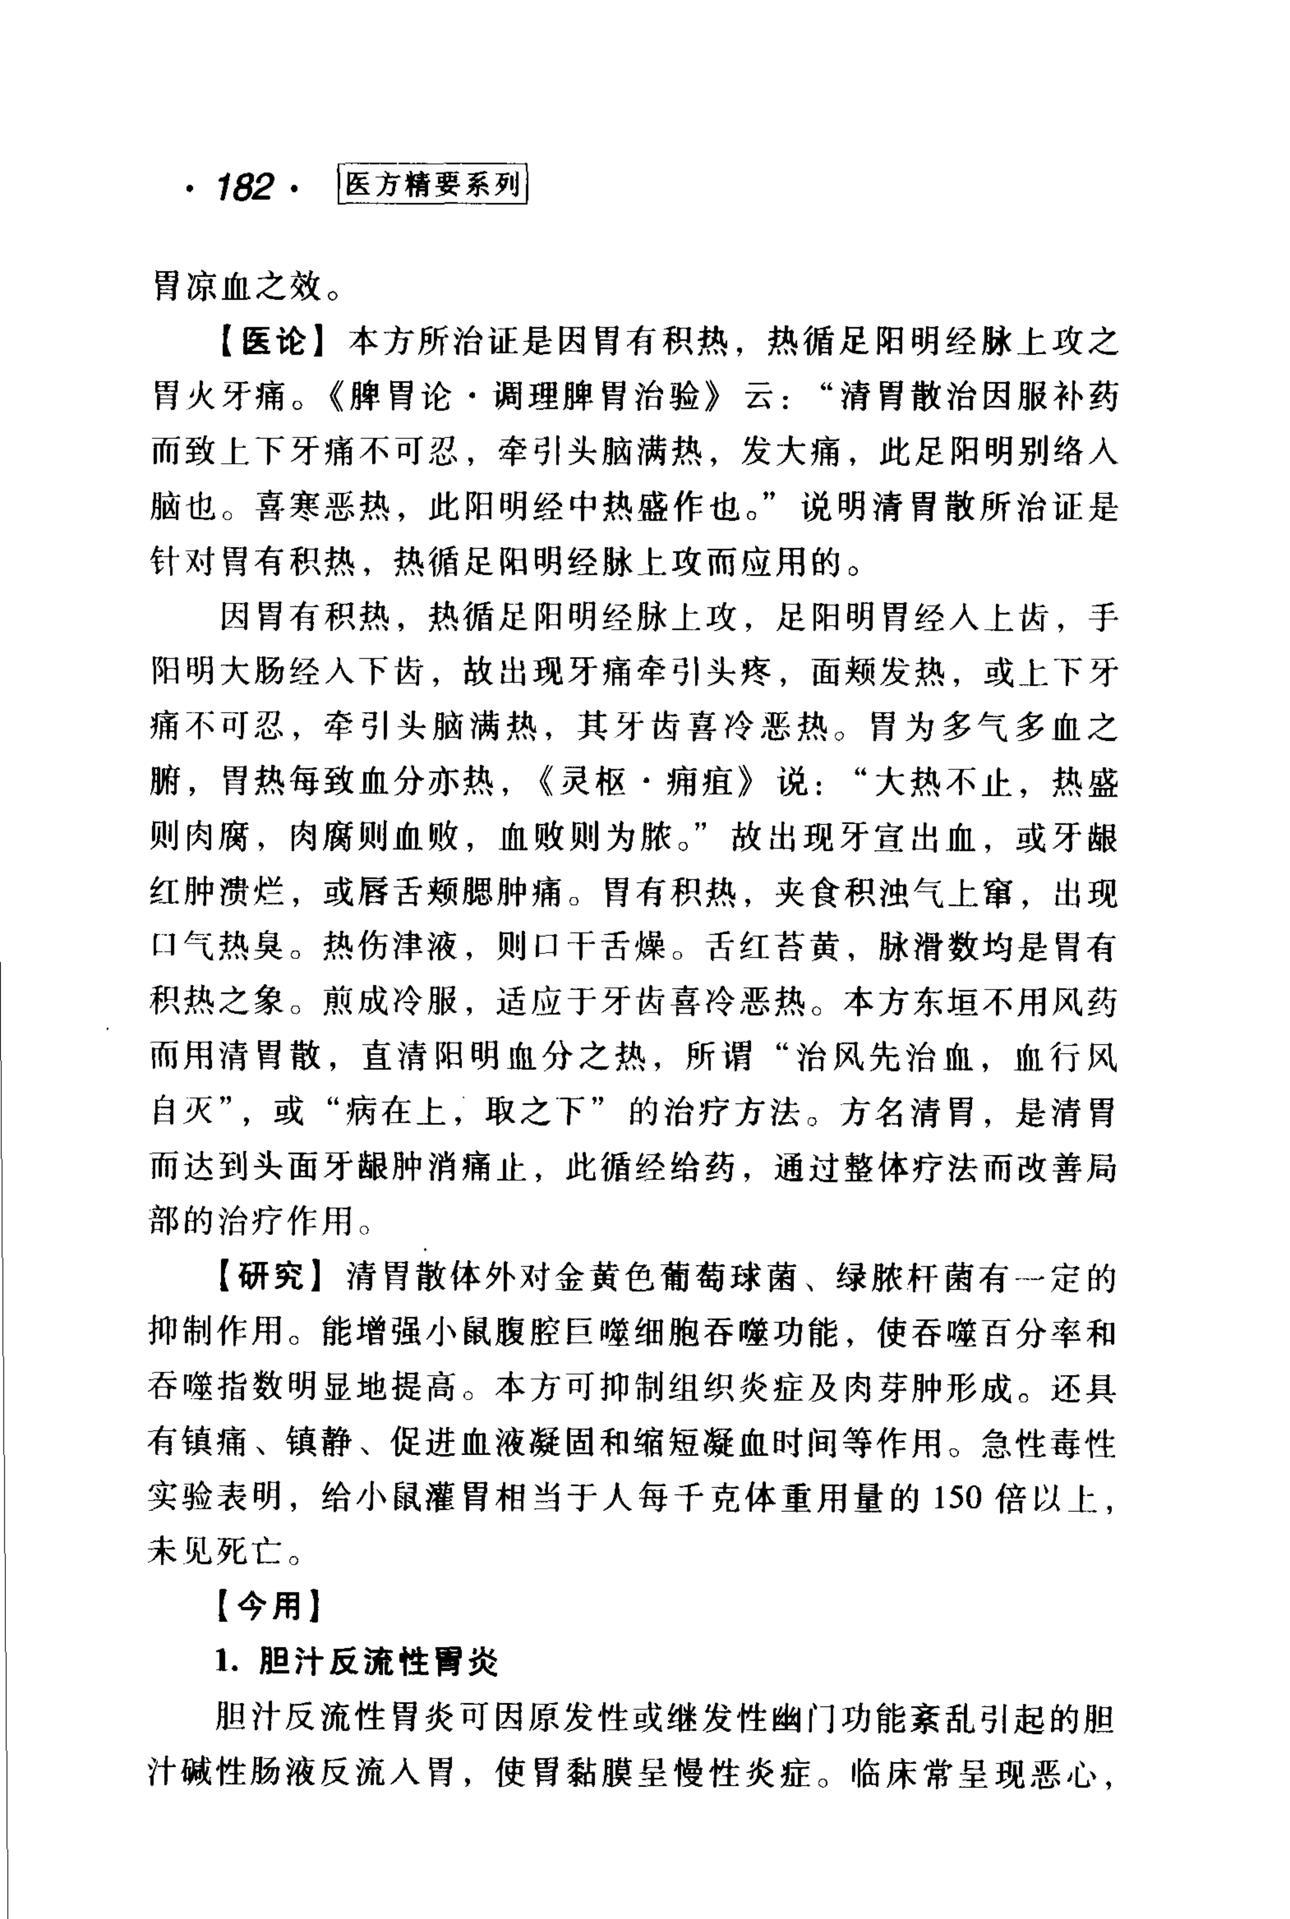 · 182 · 医方精要系列
胃凉血之效。
【医论】 本方所治证是因胃有积热，热循足阳明经脉上攻之
胃火牙痛。《脾胃论·调理脾胃治验》云：“清胃散治因服补药
而致上下牙痛不可忍，牵引头脑满热，发大痛，此足阳明别络入
脑也。喜寒恶热，此阳明经中热盛作也。”说明清胃散所治证是
针对胃有积热，热循足阳明经脉上攻而应用的。
因胃有积热，热循足阳明经脉上攻，足阳明胃经入上齿，手
阳明大肠经入下齿，故出现牙痛牵引头疼，面颊发热，或上下牙
痛不可忍，牵引头脑满热，其牙齿喜冷恶热。胃为多气多血之
腑，胃热每致血分亦热，《灵枢·痈疽》说：“大热不止，热盛
则肉腐，肉腐则血败，血败则为脓。”故出现牙宣出血，或牙龈
红肿溃烂，或唇舌颊腮肿痛。胃有积热，夹食积浊气上窜，出现
口气热臭。热伤津液，则口干舌燥。舌红苔黄，脉滑数均是胃有
积热之象。煎成冷服，适应于牙齿喜冷恶热。本方东垣不用风药
而用清胃散，直清阳明血分之热，所谓“治风先治血，血行风
自灭”，或“病在上，取之下”的治疗方法。方名清胃，是清胃
而达到头面牙龈肿消痛止，此循经给药，通过整体疗法而改善局
部的治疗作用。
【研究】 清胃散体外对金黄色葡萄球菌、绿脓杆菌有一定的
抑制作用。能增强小鼠腹腔巨噬细胞吞噬功能，使吞噬百分率和
吞噬指数明显地提高。本方可抑制组织炎症及肉芽肿形成。还具
有镇痛、镇静、促进血液凝固和缩短凝血时间等作用。急性毒性
实验表明，给小鼠灌胃相当于人每千克体重用量的 150 倍以上，
未见死亡。
【今用】
1. 胆汁反流性胃炎
胆汁反流性胃炎可因原发性或继发性幽门功能紊乱引起的胆
汁碱性肠液反流入胃，使胃黏膜呈慢性炎症。临床常呈现恶心，